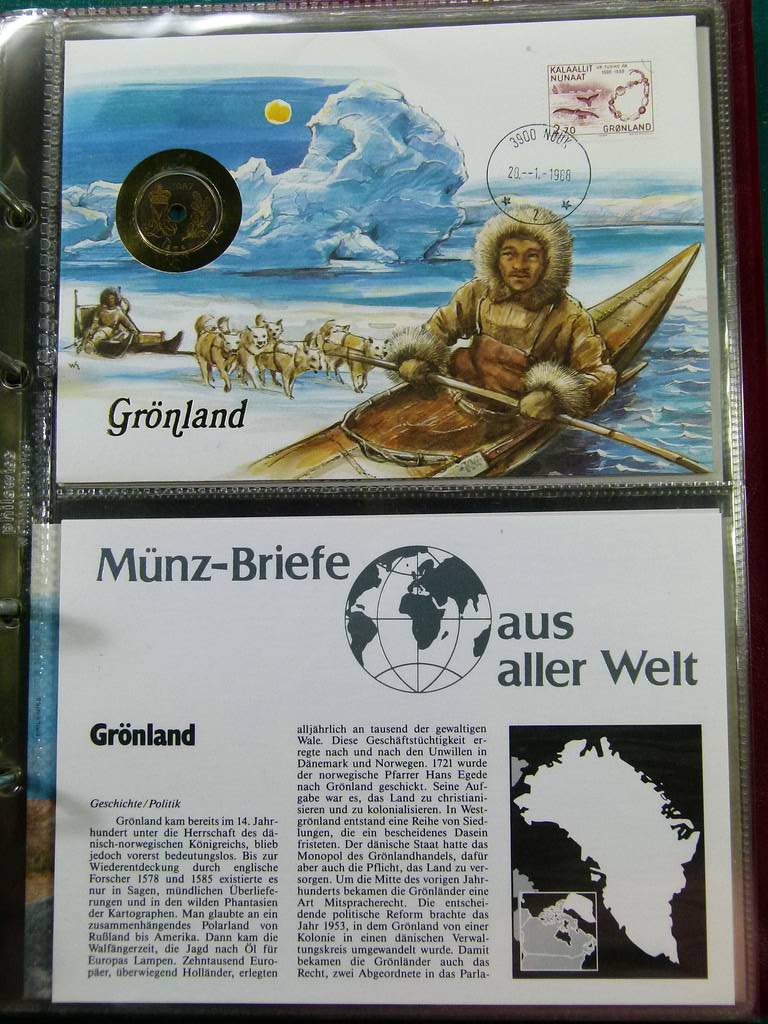 KALAALLIT
NUNAAT
UR-TUSIND ÅR
1500-1600
2.70
GRØNLAND
3900 NUUK
28.--1.-1988
2
1987
Grönland
Münz-Briefe
aus
aller Welt
Grönland
Geschichte/Politik
Grönland kam bereits im 14. Jahr-
hundert unter die Herrschaft des dä-
nisch-norwegischen Königreichs, blieb
jedoch vorerst bedeutungslos. Bis zur
Wiederentdeckung durch englische
Forscher 1578 und 1585 existierte es
nur in Sagen, mündlichen Überliefe-
rungen und in den wilden Phantasien
der Kartographen. Man glaubte an ein
zusammenhängendes Polarland von
Rußland bis Amerika. Dann kam die
Walfängerzeit, die Jagd nach Öl für
Europas Lampen. Zehntausend Euro-
päer, überwiegend Holländer, erlegten
alljährlich an tausend der gewaltigen
Wale. Diese Geschäftstüchtigkeit er-
regte nach und nach den Unwillen in
Dänemark und Norwegen. 1721 wurde
der norwegische Pfarrer Hans Egede
nach Grönland geschickt. Seine Auf-
gabe war es, das Land zu christiani-
sieren und zu kolonialisieren. In West-
grönland entstand eine Reihe von Sied-
lungen, die ein bescheidenes Dasein
fristeten. Der dänische Staat hatte das
Monopol des Grönlandhandels, dafür
aber auch die Pflicht, das Land zu ver-
sorgen. Um die Mitte des vorigen Jahr-
hunderts bekamen die Grönländer eine
Art Mitspracherecht. Die entschei-
dende politische Reform brachte das
Jahr 1953, in dem Grönland von einer
Kolonie in einen dänischen Verwal-
tungskreis umgewandelt wurde. Damit
bekamen die Grönländer auch das
Recht, zwei Abgeordnete in das Parla-